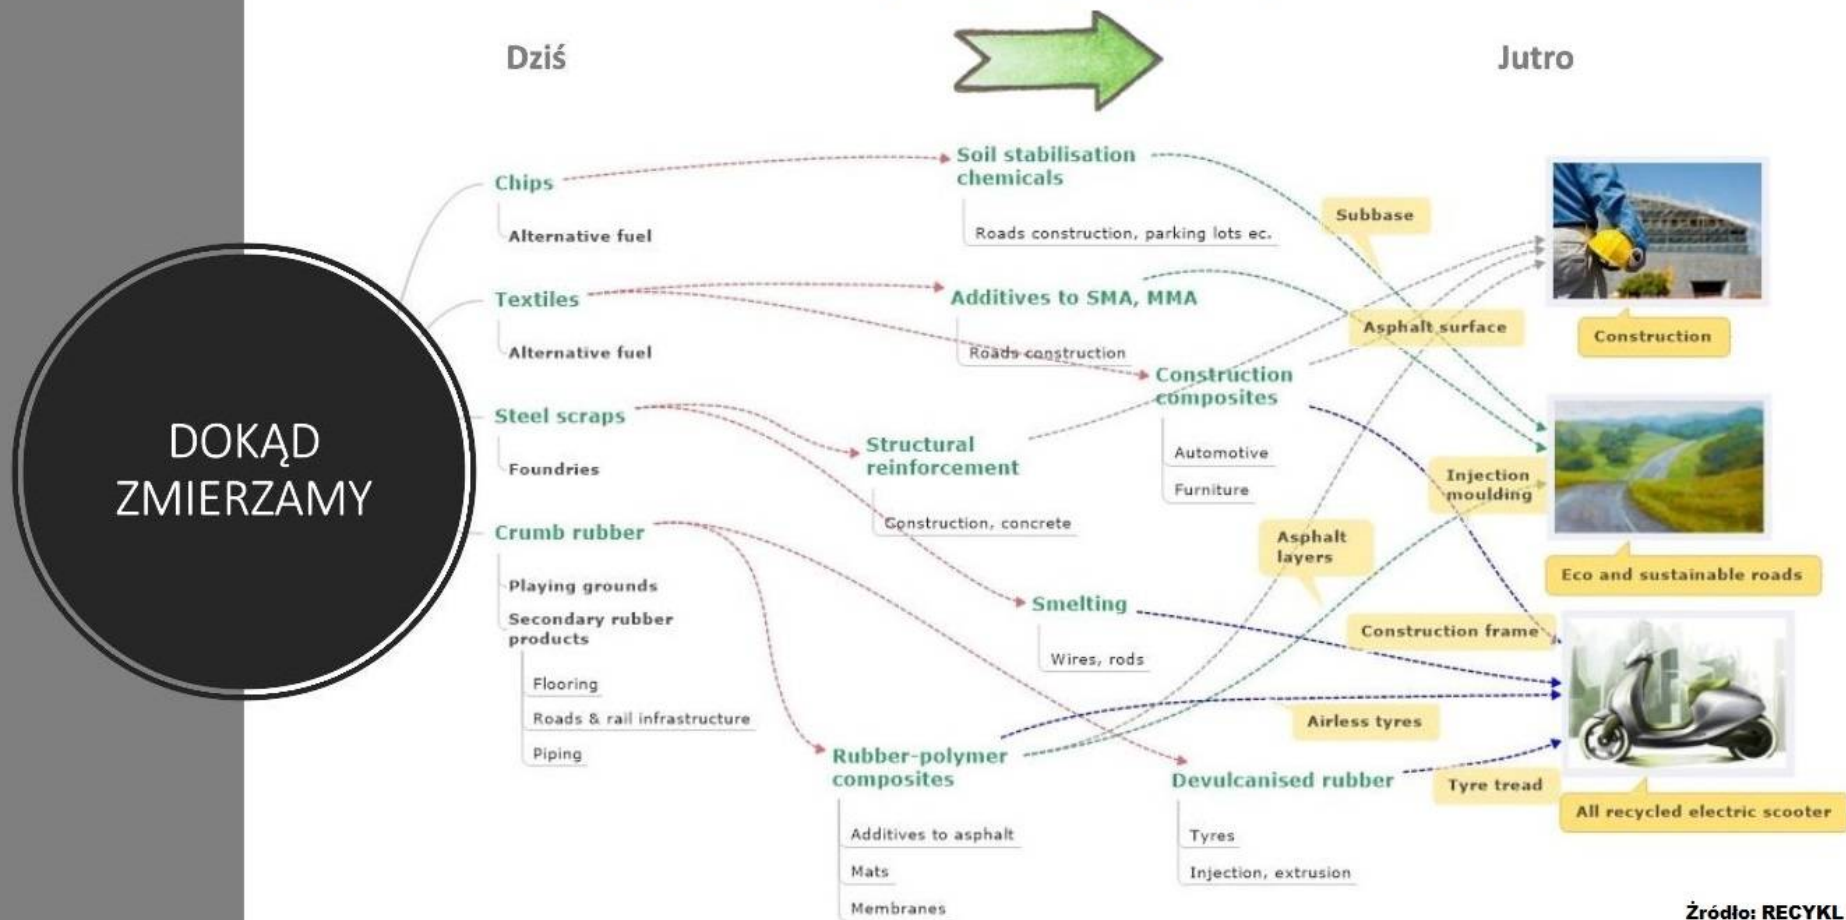 Dziś
Jutro
DOKĄD
ZMIERZAMY
Chips
Alternative fuel
Textiles
Alternative fuel
Steel scraps
Foundries
Crumb rubber
Playing grounds
Secondary rubber
products
Flooring
Roads & rail infrastructure
Piping
Soil stabilisation
chemicals
Roads construction, parking lots ec.
Additives to SMA, MMA
Roads construction
Construction
composites
Automotive
Furniture
Structural
reinforcement
Construction, concrete
Smelting
Wires, rods
Rubber-polymer
composites
Additives to asphalt
Mats
Membranes
Devulcanised rubber
Tyres
Injection, extrusion
Subbase
Asphalt surface
Injection
moulding
Asphalt
layers
Construction frame
Airless tyres
Tyre tread
Construction
Eco and sustainable roads
All recycled electric scooter
Źródło: RECYKL